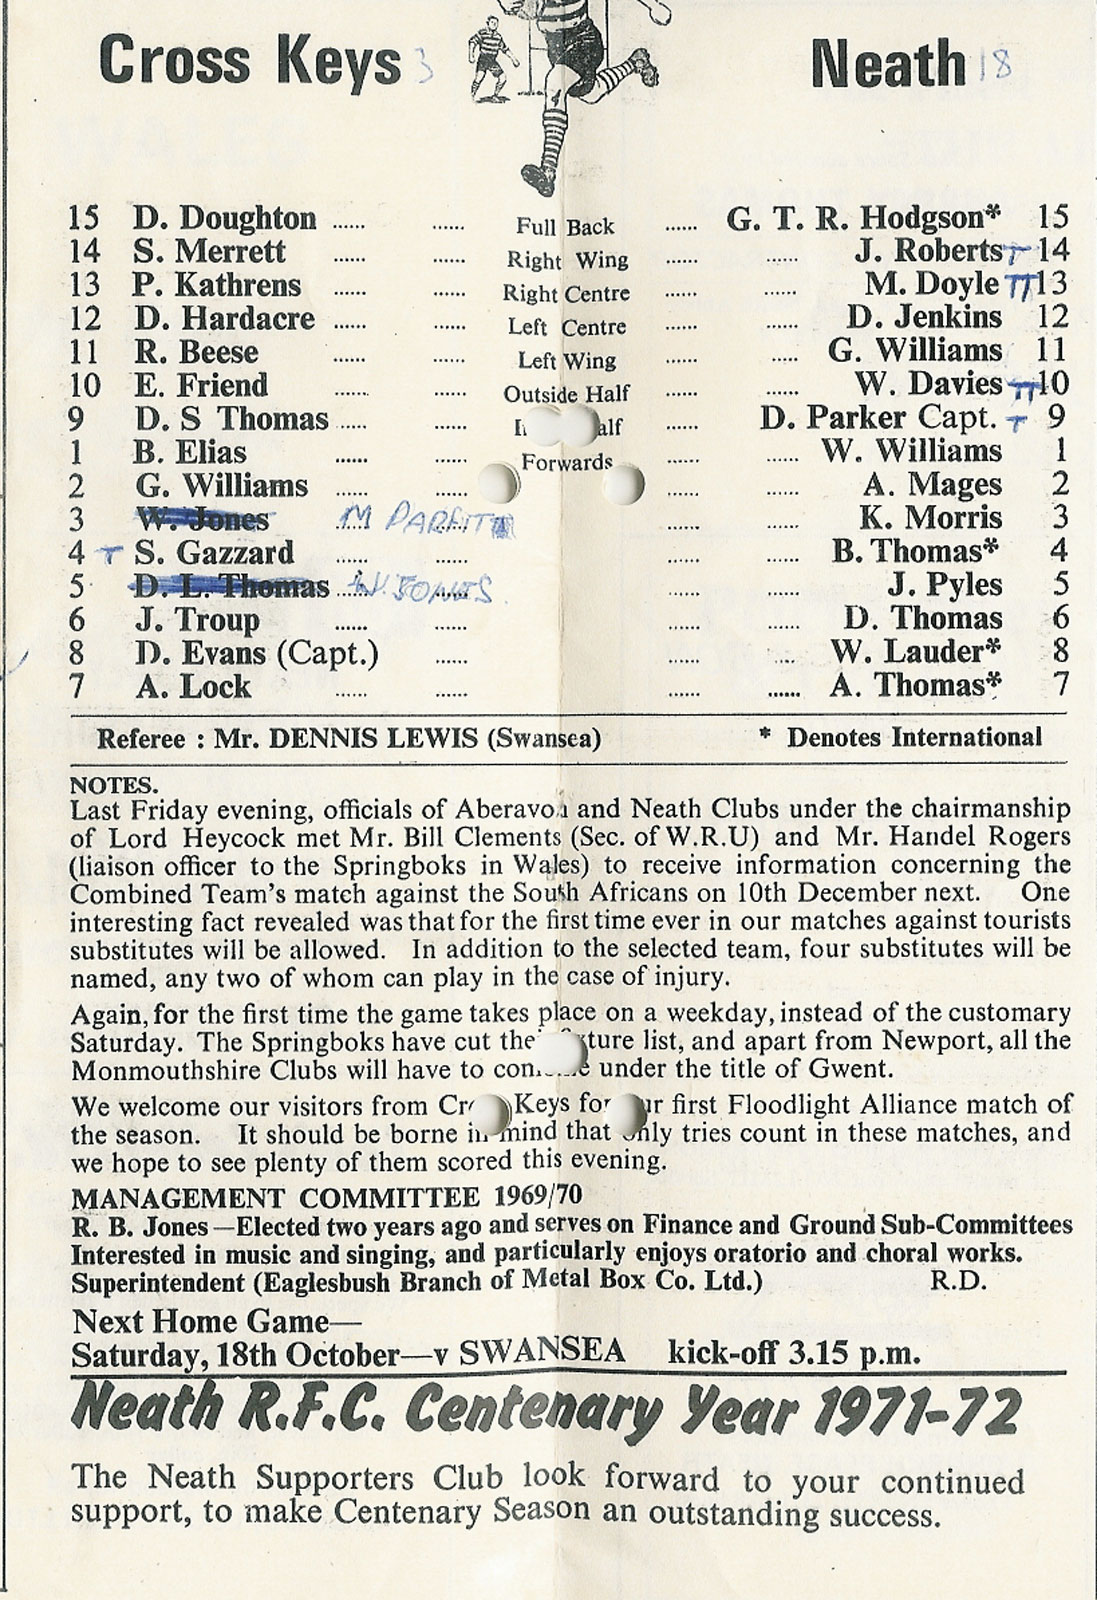 Cross Keys 3 Neath 18
15 D. Doughton ...... ...... Full Back ...... G. T. R. Hodgson* 15
14 S. Merrett ...... ...... Right Wing ...... ...... J. Roberts T 14
13 P. Kathrens ...... ...... Right Centre ...... ...... M. Doyle TT 13
12 D. Hardacre ...... ...... Left Centre ...... ...... D. Jenkins 12
11 R. Beese ...... ...... Left Wing ...... ..... G. Williams 11
10 E. Friend ...... ...... Outside Half ...... ..... W. Davies TT 10
9 D. S Thomas ...... ...... ...... D. Parker Capt. T 9
1 B. Elias ...... ...... Forwards ...... ...... W. Williams 1
2 G. Williams ...... ...... ...... A. Mages 2
3 W. Jones M PARFITT ...... ...... K. Morris 3
4 T S. Gazzard ...... ...... ...... ...... B. Thomas* 4
5 D. L. Thomas ...... W. JONES ...... ...... J. Pyles 5
6 J. Troup ...... ...... ...... ...... D. Thomas 6
8 D. Evans (Capt.) ...... ...... .... W. Lauder* 8
7 A. Lock ...... ...... ...... ...... A. Thomas* 7
Referee : Mr. DENNIS LEWIS (Swansea) * Denotes International
NOTES.
Last Friday evening, officials of Aberavon and Neath Clubs under the chairmanship
of Lord Heycock met Mr. Bill Clements (Sec. of W.R.U) and Mr. Handel Rogers
(liaison officer to the Springboks in Wales) to receive information concerning the
Combined Team's match against the South Africans on 10th December next. One
interesting fact revealed was that for the first time ever in our matches against tourists
substitutes will be allowed. In addition to the selected team, four substitutes will be
named, any two of whom can play in the case of injury.
Again, for the first time the game takes place on a weekday, instead of the customary
Saturday. The Springboks have cut list, and apart from Newport, all the
Monmouthshire Clubs will have to under the title of Gwent.
We welcome our visitors from Cross Keys for our first Floodlight Alliance match of
the season. It should be borne in mind that only tries count in these matches, and
we hope to see plenty of them scored this evening.
MANAGEMENT COMMITTEE 1969/70
R. B. Jones—Elected two years ago and serves on Finance and Ground Sub-Committees
Interested in music and singing, and particularly enjoys oratorio and choral works.
Superintendent (Eaglesbush Branch of Metal Box Co. Ltd.) R.D.
Next Home Game—
Saturday, 18th October—v SWANSEA kick-off 3.15 p.m.
Neath R.F.C. Centenary Year 1971-72
The Neath Supporters Club look forward to your continued
support, to make Centenary Season an outstanding success.